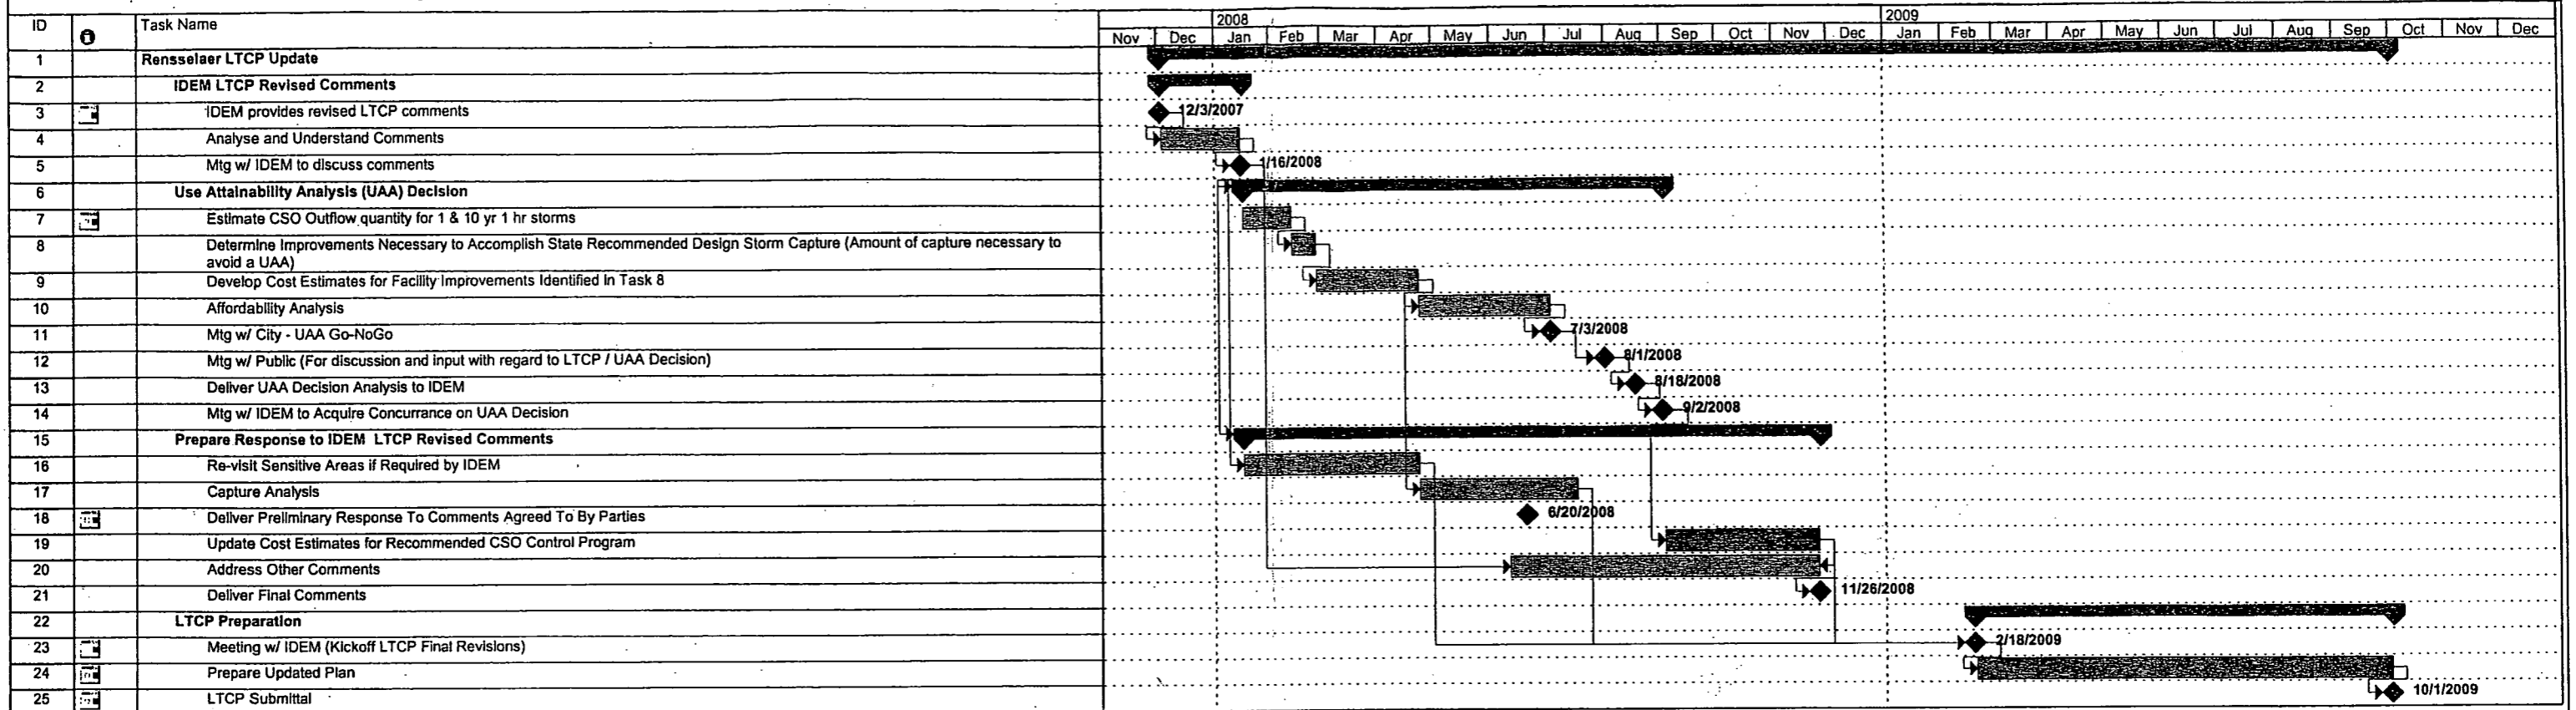 ID Task Name 2008 2009
Nov Dec Jan Feb Mar Apr May Jun Jul Aug Sep Oct Nov Dec Jan Feb Mar Apr May Jun Jul Aug Sep Oct Nov Dec
1 Rensselaer LTCP Update
2 IDEM LTCP Revised Comments
3 IDEM provides revised LTCP comments 12/3/2007
4 Analyse and Understand Comments
5 Mtg w/ IDEM to discuss comments 1/16/2008
6 Use Attainability Analysis (UAA) Decision
7 Estimate CSO Outflow quantity for 1 & 10 yr 1 hr storms
8 Determine Improvements Necessary to Accomplish State Recommended Design Storm Capture (Amount of capture necessary to
avoid a UAA)
9 Develop Cost Estimates for Facility Improvements Identified In Task 8
10 Affordability Analysis
11 Mtg w/ City - UAA Go-NoGo 7/3/2008
12 Mtg w/ Public (For discussion and input with regard to LTCP / UAA Decision) 8/1/2008
13 Deliver UAA Decision Analysis to IDEM 8/18/2008
14 Mtg w/ IDEM to Acquire Concurrance on UAA Decision 9/2/2008
15 Prepare Response to IDEM LTCP Revised Comments
16 Re-visit Sensitive Areas if Required by IDEM
17 Capture Analysis
18 Deliver Preliminary Response To Comments Agreed To By Parties 6/20/2008
19 Update Cost Estimates for Recommended CSO Control Program
20 Address Other Comments
21 Deliver Final Comments 11/26/2008
22 LTCP Preparation
23 Meeting w/ IDEM (Kickoff LTCP Final Revisions) 2/18/2009
24 Prepare Updated Plan
25 LTCP Submittal 10/1/2009